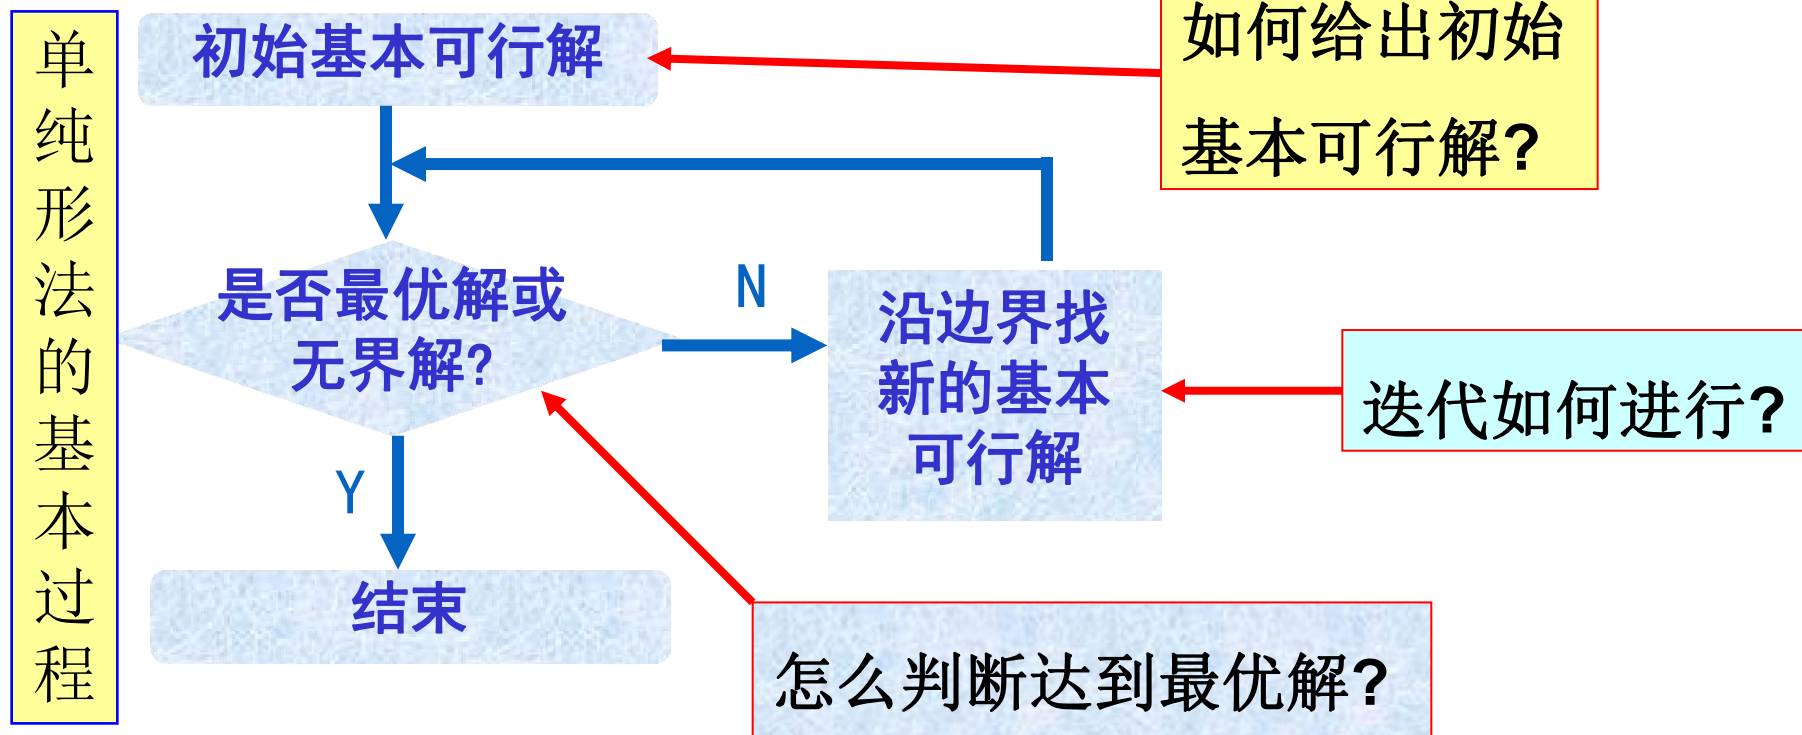 单纯形法的基本过程
初始基本可行解
如何给出初始
基本可行解?
是否最优解或
无界解?
N
沿边界找
新的基本
可行解
迭代如何进行?
Y
结束
怎么判断达到最优解?